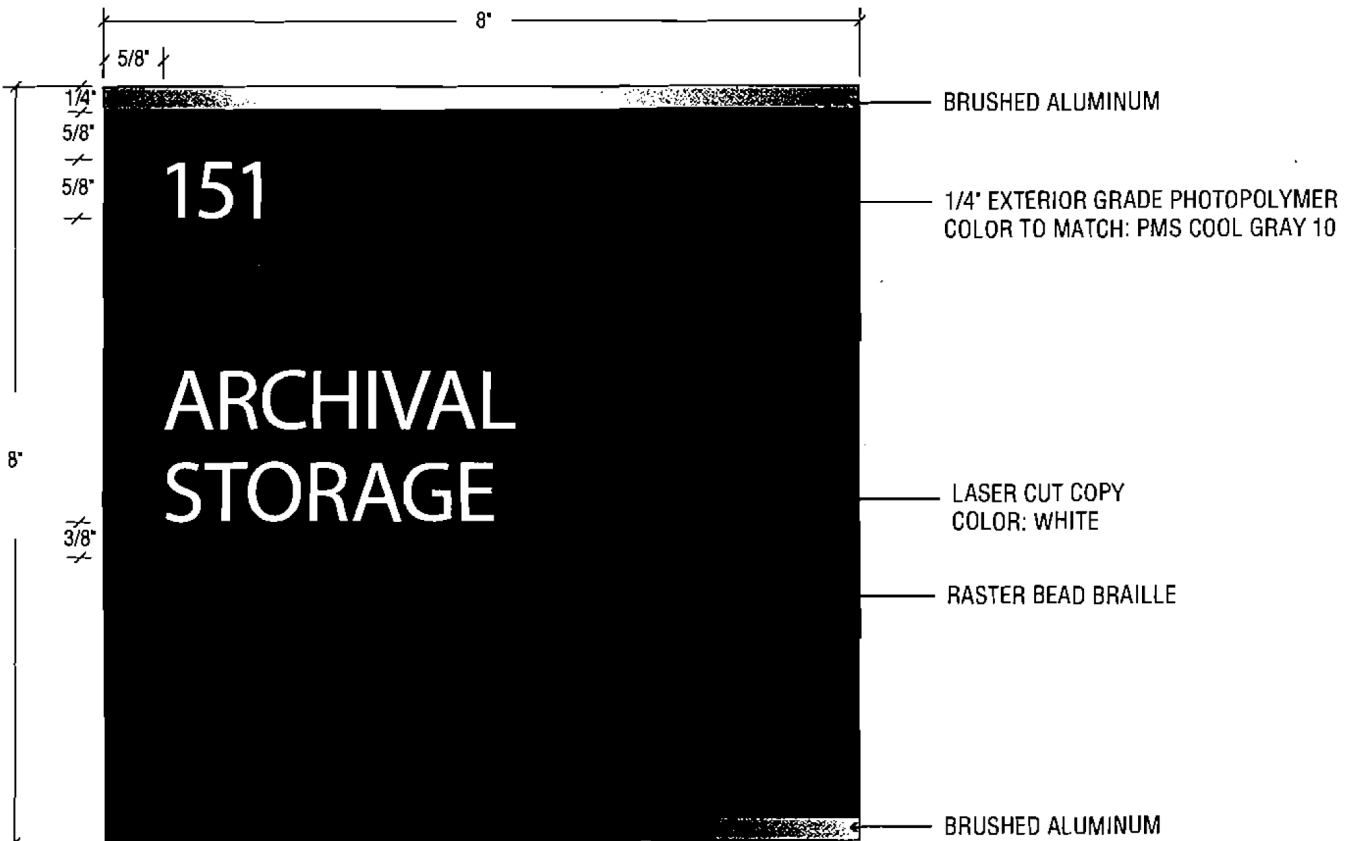 8"
5/8"
1/4"
BRUSHED ALUMINUM
5/8"
5/8"
151
1/4" EXTERIOR GRADE PHOTOPOLYMER
COLOR TO MATCH: PMS COOL GRAY 10
ARCHIVAL
8"
STORAGE
LASER CUT COPY
COLOR: WHITE
3/8"
RASTER BEAD BRAILLE
BRUSHED ALUMINUM